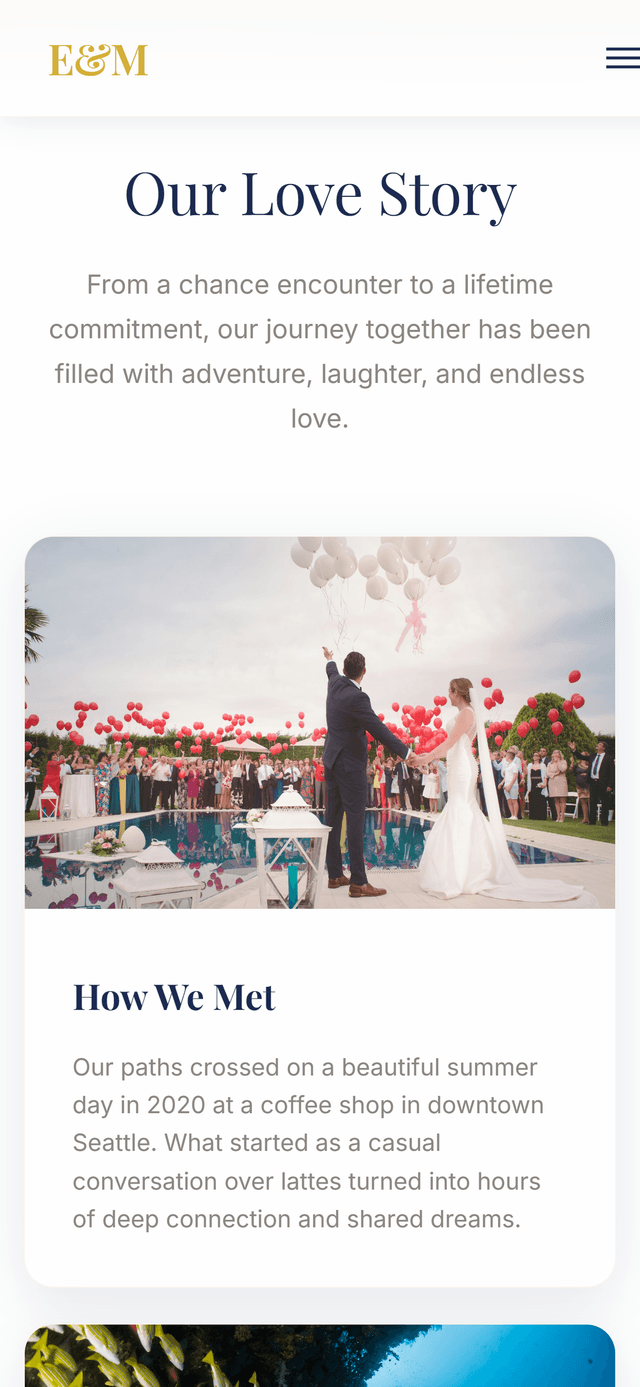 E&M
Our Love Story
From a chance encounter to a lifetime
commitment, our journey together has been
filled with adventure, laughter, and endless
love.
How We Met
Our paths crossed on a beautiful summer
day in 2020 at a coffee shop in downtown
Seattle. What started as a casual
conversation over lattes turned into hours
of deep connection and shared dreams.